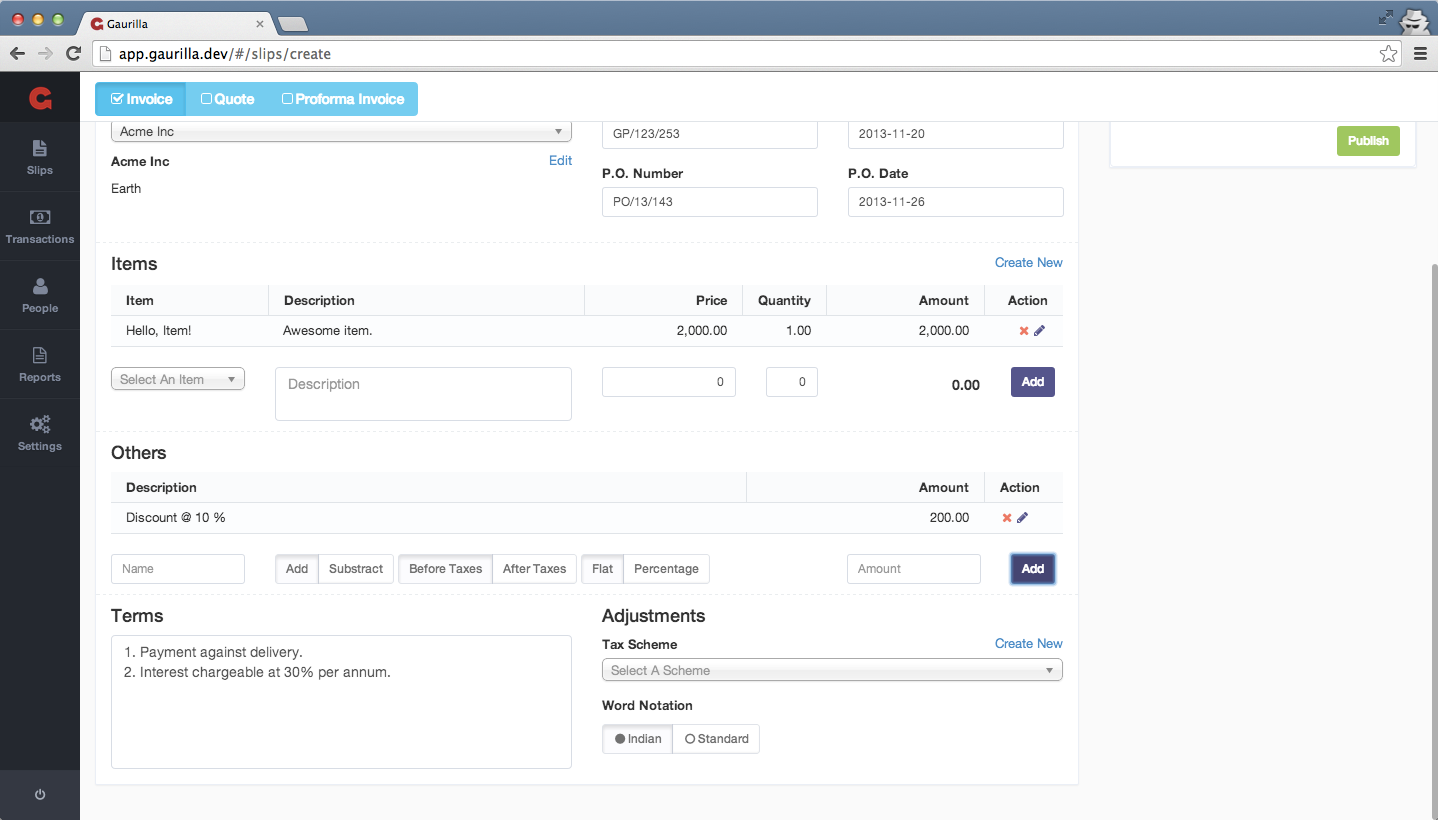 Gaurilla
app.gaurilla.dev/#/slips/create
Invoice Quote Proforma Invoice
Acme Inc GP/123/253 2013-11-20 Publish
Acme Inc Edit
Earth
P.O. Number P.O. Date
PO/13/143 2013-11-26
Slips
Transactions
People
Reports
Settings
Items Create New
Item Description Price Quantity Amount Action
Hello, Item! Awesome item. 2,000.00 1.00 2,000.00
Select An Item Description 0 0 0.00 Add
Others
Description Amount Action
Discount @ 10 % 200.00
Name Add Substract Before Taxes After Taxes Flat Percentage Amount Add
Terms
1. Payment against delivery.
2. Interest chargeable at 30% per annum.
Adjustments
Tax Scheme Create New
Select A Scheme
Word Notation
Indian Standard